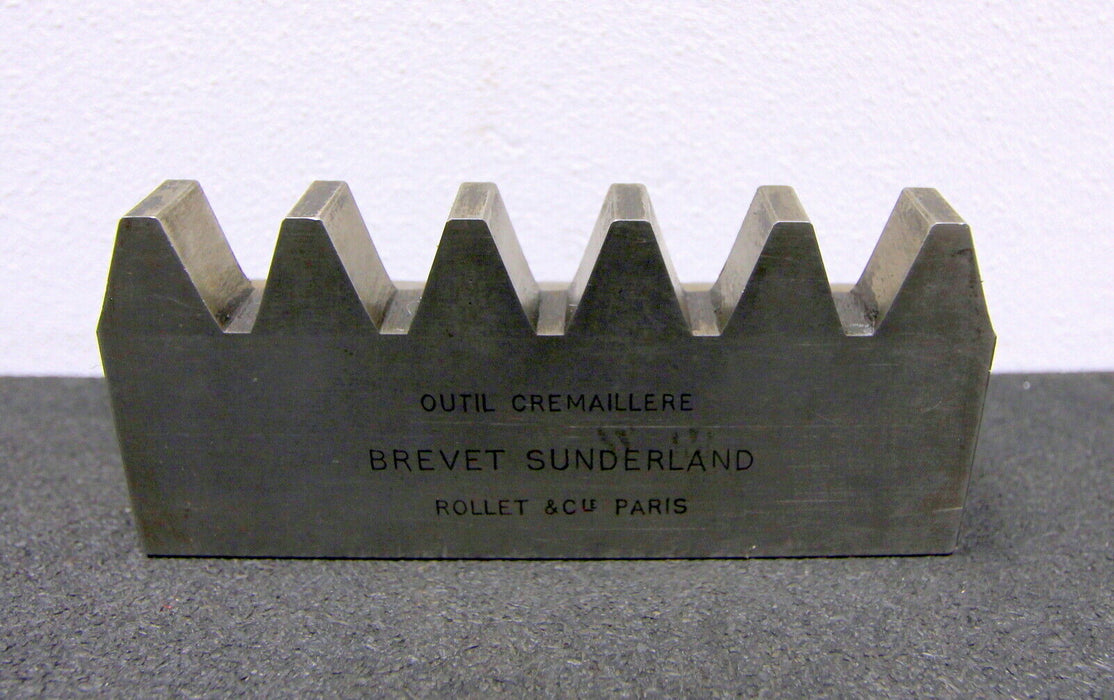 OUTIL CREMAILLERE
BREVET SUNDERLAND
ROLLET & CIE PARIS